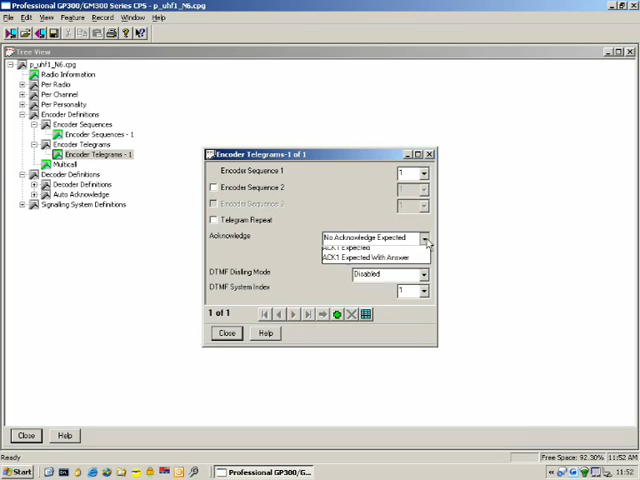 Professional GP300/GM300 Series CPS - p_uhf1_N6.cpg
File Edit View Feature Record Window Help
Tree View
p_uhf1_N6.cpg
Radio Information
Per Radio
Per Channel
Per Personality
Encoder Definitions
Encoder Sequences
Encoder Sequences - 1
Encoder Telegrams
Encoder Telegrams - 1
Multicall
Decoder Definitions
Decoder Definitions
Auto Acknowledge
Signaling System Definitions
Encoder Telegrams-1 of 1
Encoder Sequence 1 1
Encoder Sequence 2 1
Encoder Sequence 3 1
Telegram Repeat
Acknowledge No Acknowledge Expected
ACK1 Expected
ACK1 Expected With Answer
DTMF Dialling Mode Disabled
DTMF System Index 1
1 of 1
Close Help
Close Help
Free Space: 92.30% 11:52 AM
Start Professional GP300/G... 11:52